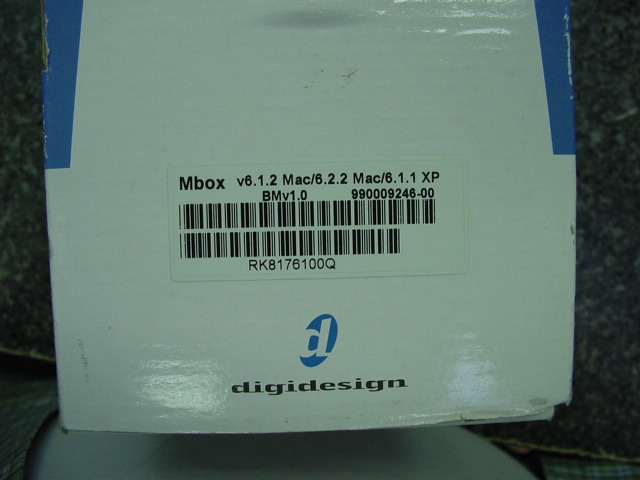 Mbox v6.1.2 Mac/6.2.2 Mac/6.1.1 XP
BMv1.0 990009246-00
RK8176100Q
d
digidesign